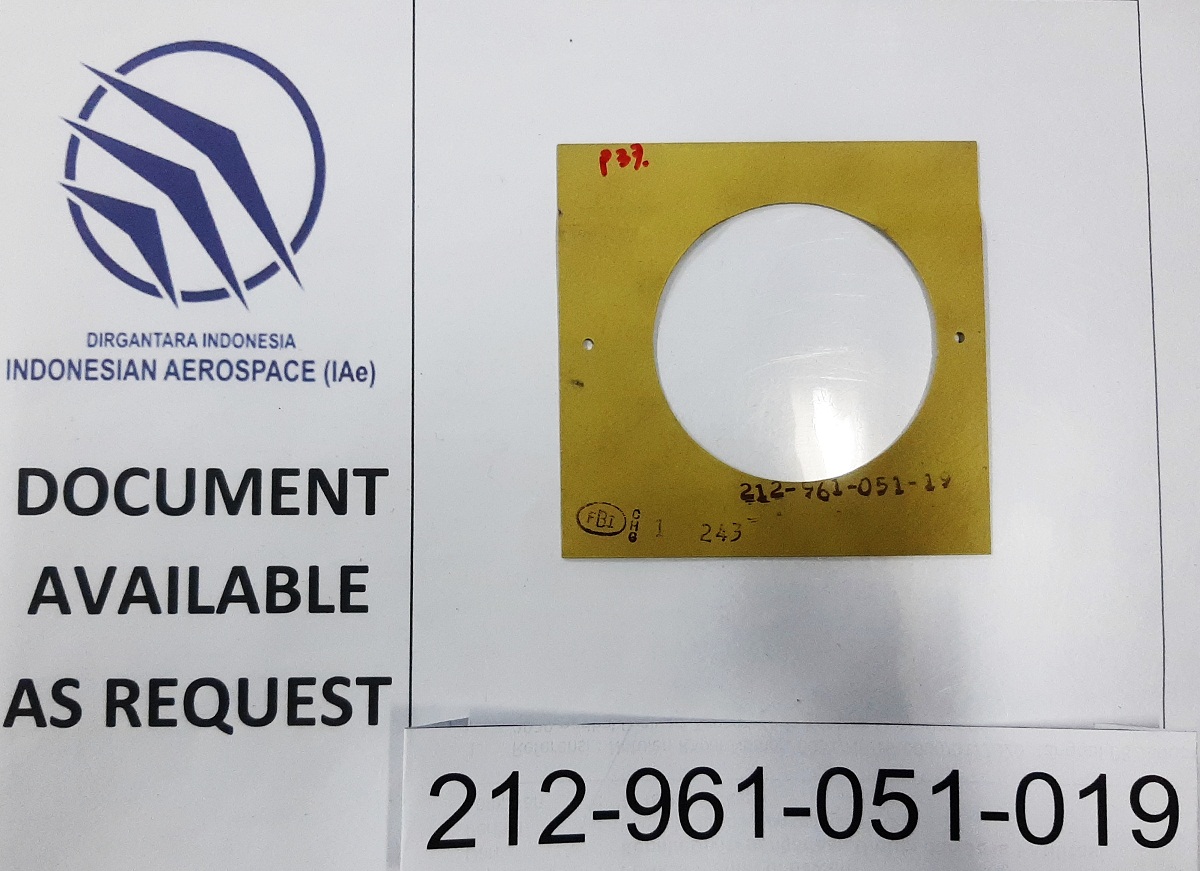 DIRGANTARA INDONESIA
INDONESIAN AEROSPACE (IAe)
DOCUMENT
AVAILABLE
AS REQUEST
P37.
212-961-051-19
FBI
CHG
1 243
212-961-051-019